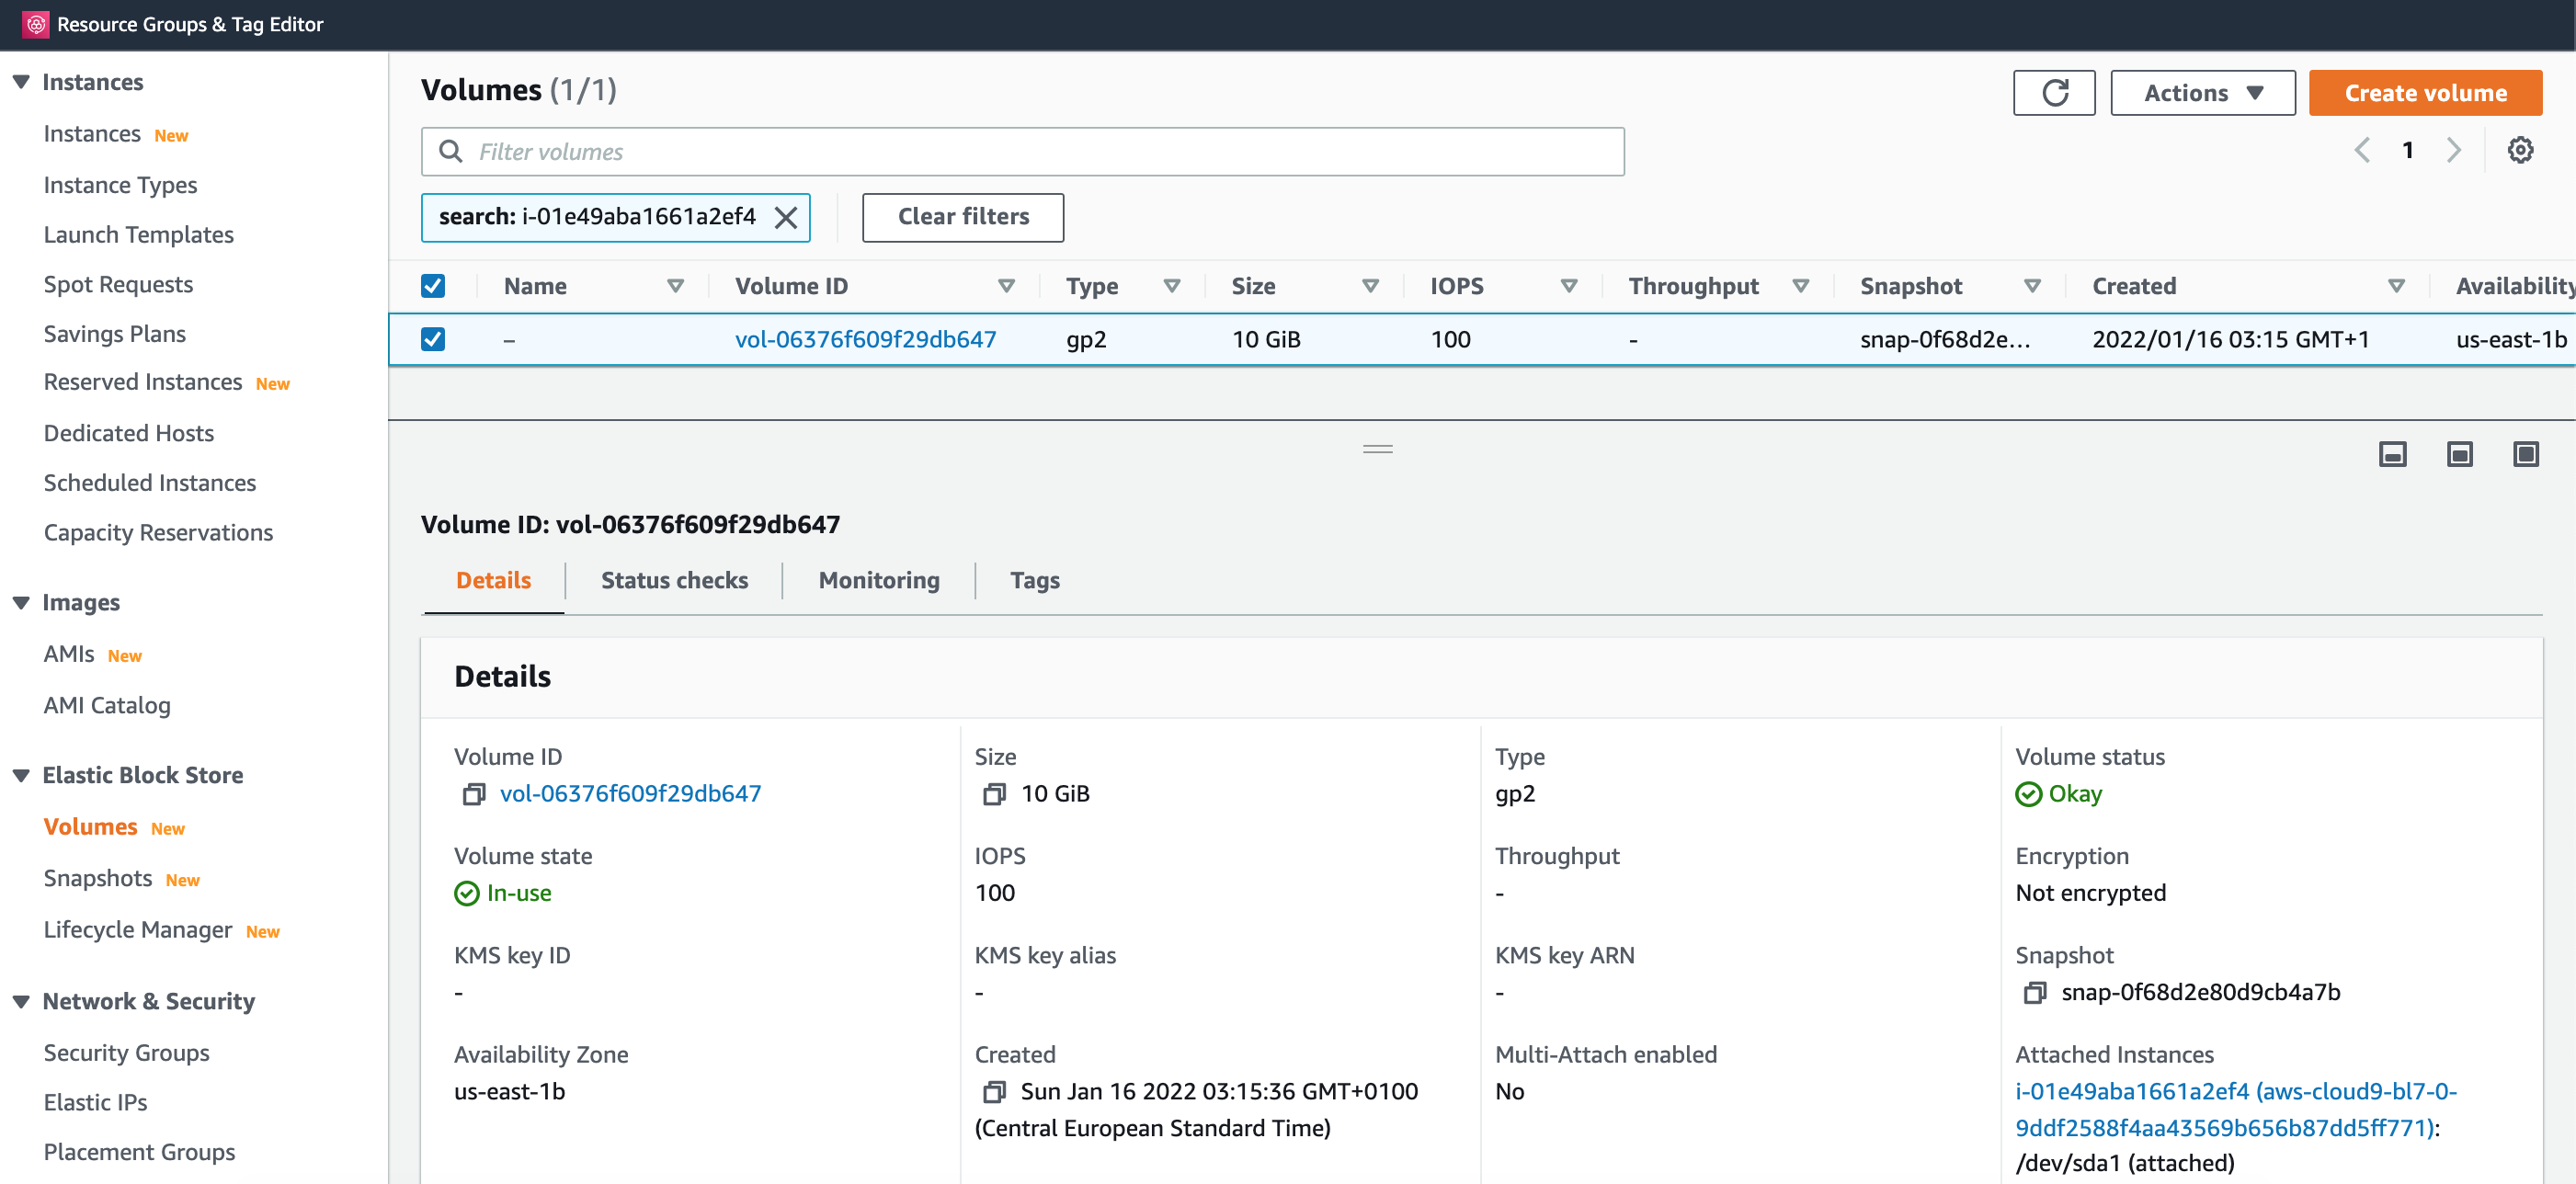 Resource Groups & Tag Editor
Instances
Instances New
Instance Types
Launch Templates
Spot Requests
Savings Plans
Reserved Instances New
Dedicated Hosts
Scheduled Instances
Capacity Reservations
Images
AMIs New
AMI Catalog
Elastic Block Store
Volumes New
Snapshots New
Lifecycle Manager New
Network & Security
Security Groups
Elastic IPs
Placement Groups
Volumes (1/1)
Actions
Create volume
Filter volumes
1
search: i-01e49aba1661a2ef4
Clear filters
Name Volume ID Type Size IOPS Throughput Snapshot Created Availability
– vol-06376f609f29db647 gp2 10 GiB 100 - snap-0f68d2e... 2022/01/16 03:15 GMT+1 us-east-1b
Volume ID: vol-06376f609f29db647
Details Status checks Monitoring Tags
Details
Volume ID Size Type Volume status
vol-06376f609f29db647 10 GiB gp2 Okay
Volume state IOPS Throughput Encryption
In-use 100 - Not encrypted
KMS key ID KMS key alias KMS key ARN Snapshot
- - - snap-0f68d2e80d9cb4a7b
Availability Zone Created Multi-Attach enabled Attached Instances
us-east-1b Sun Jan 16 2022 03:15:36 GMT+0100 No i-01e49aba1661a2ef4 (aws-cloud9-bl7-0-
(Central European Standard Time) 9ddf2588f4aa43569b656b87dd5ff771):
/dev/sda1 (attached)